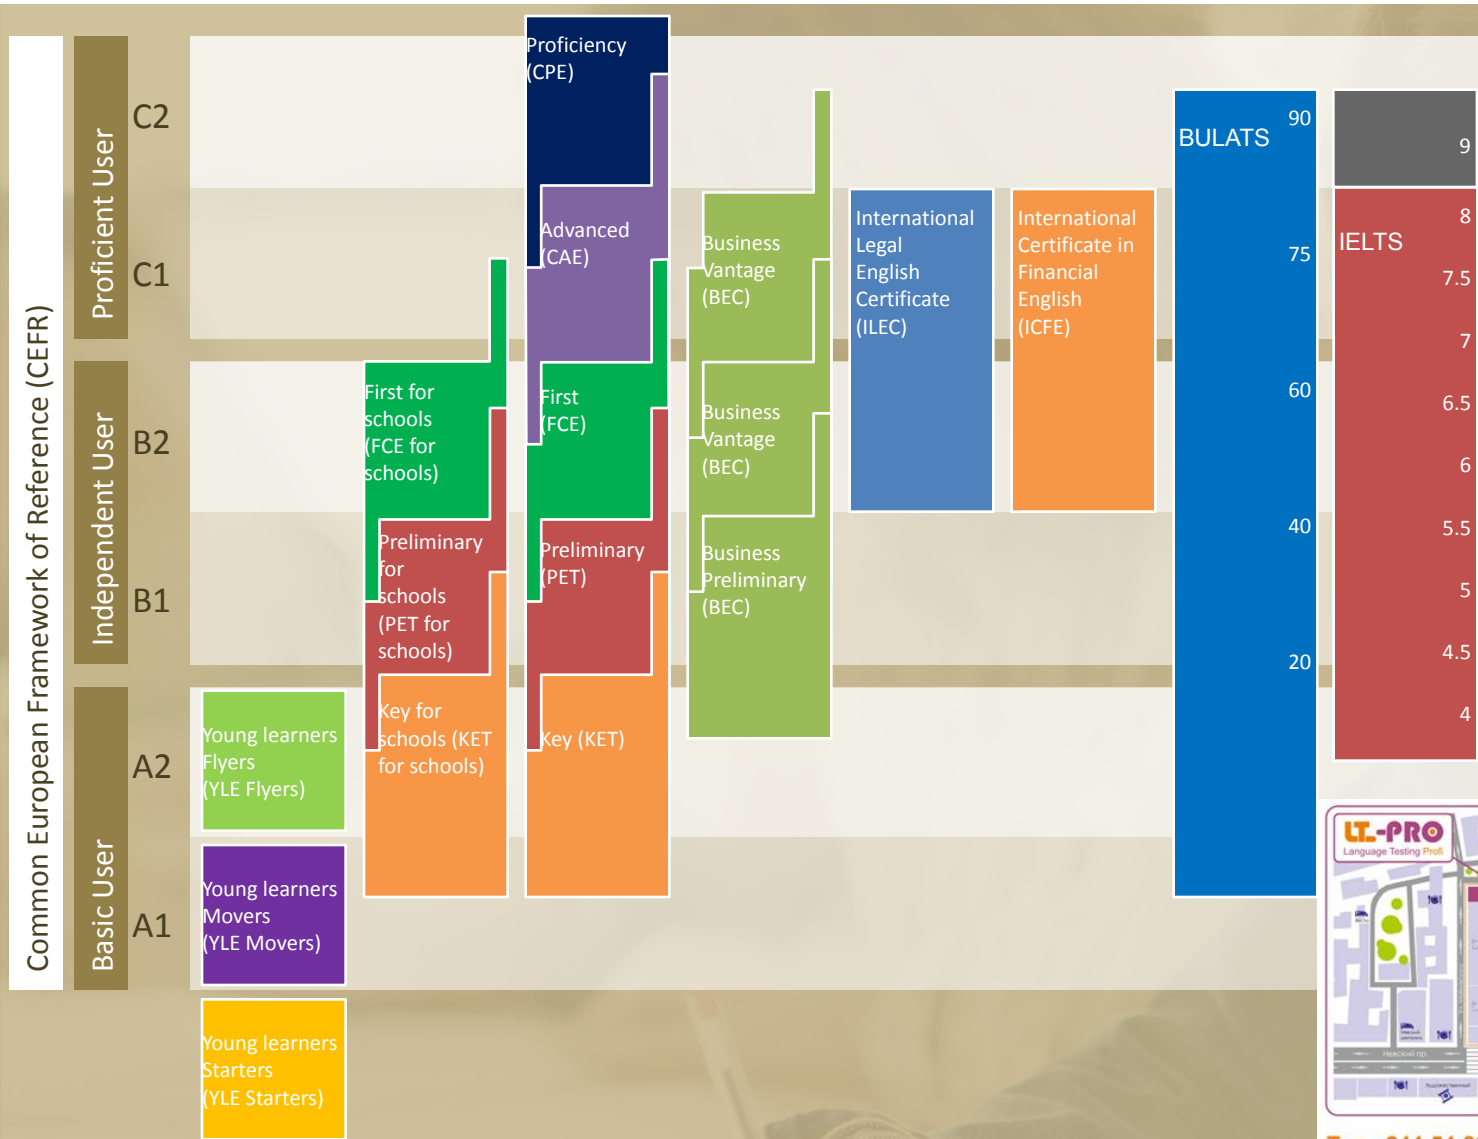 Common European Framework of Reference (CEFR)
Proficient User
Independent User
Basic User
C2
C1
B2
B1
A2
A1
Young learners
Flyers
(YLE Flyers)
Young learners
Movers
(YLE Movers)
Young learners
Starters
(YLE Starters)
First for
schools
(FCE for
schools)
Preliminary
for
schools
(PET for
schools)
Key for
schools (KET
for schools)
Proficiency
(CPE)
Advanced
(CAE)
First
(FCE)
Preliminary
(PET)
Key (KET)
Business
Vantage
(BEC)
Business
Vantage
(BEC)
Business
Preliminary
(BEC)
International
Legal
English
Certificate
(ILEC)
International
Certificate in
Financial
English
(ICFE)
BULATS
90
75
60
40
20
IELTS
9
8
7.5
7
6.5
6
5.5
5
4.5
4
LT-PRO
Language Testing Profi
Невский пр.